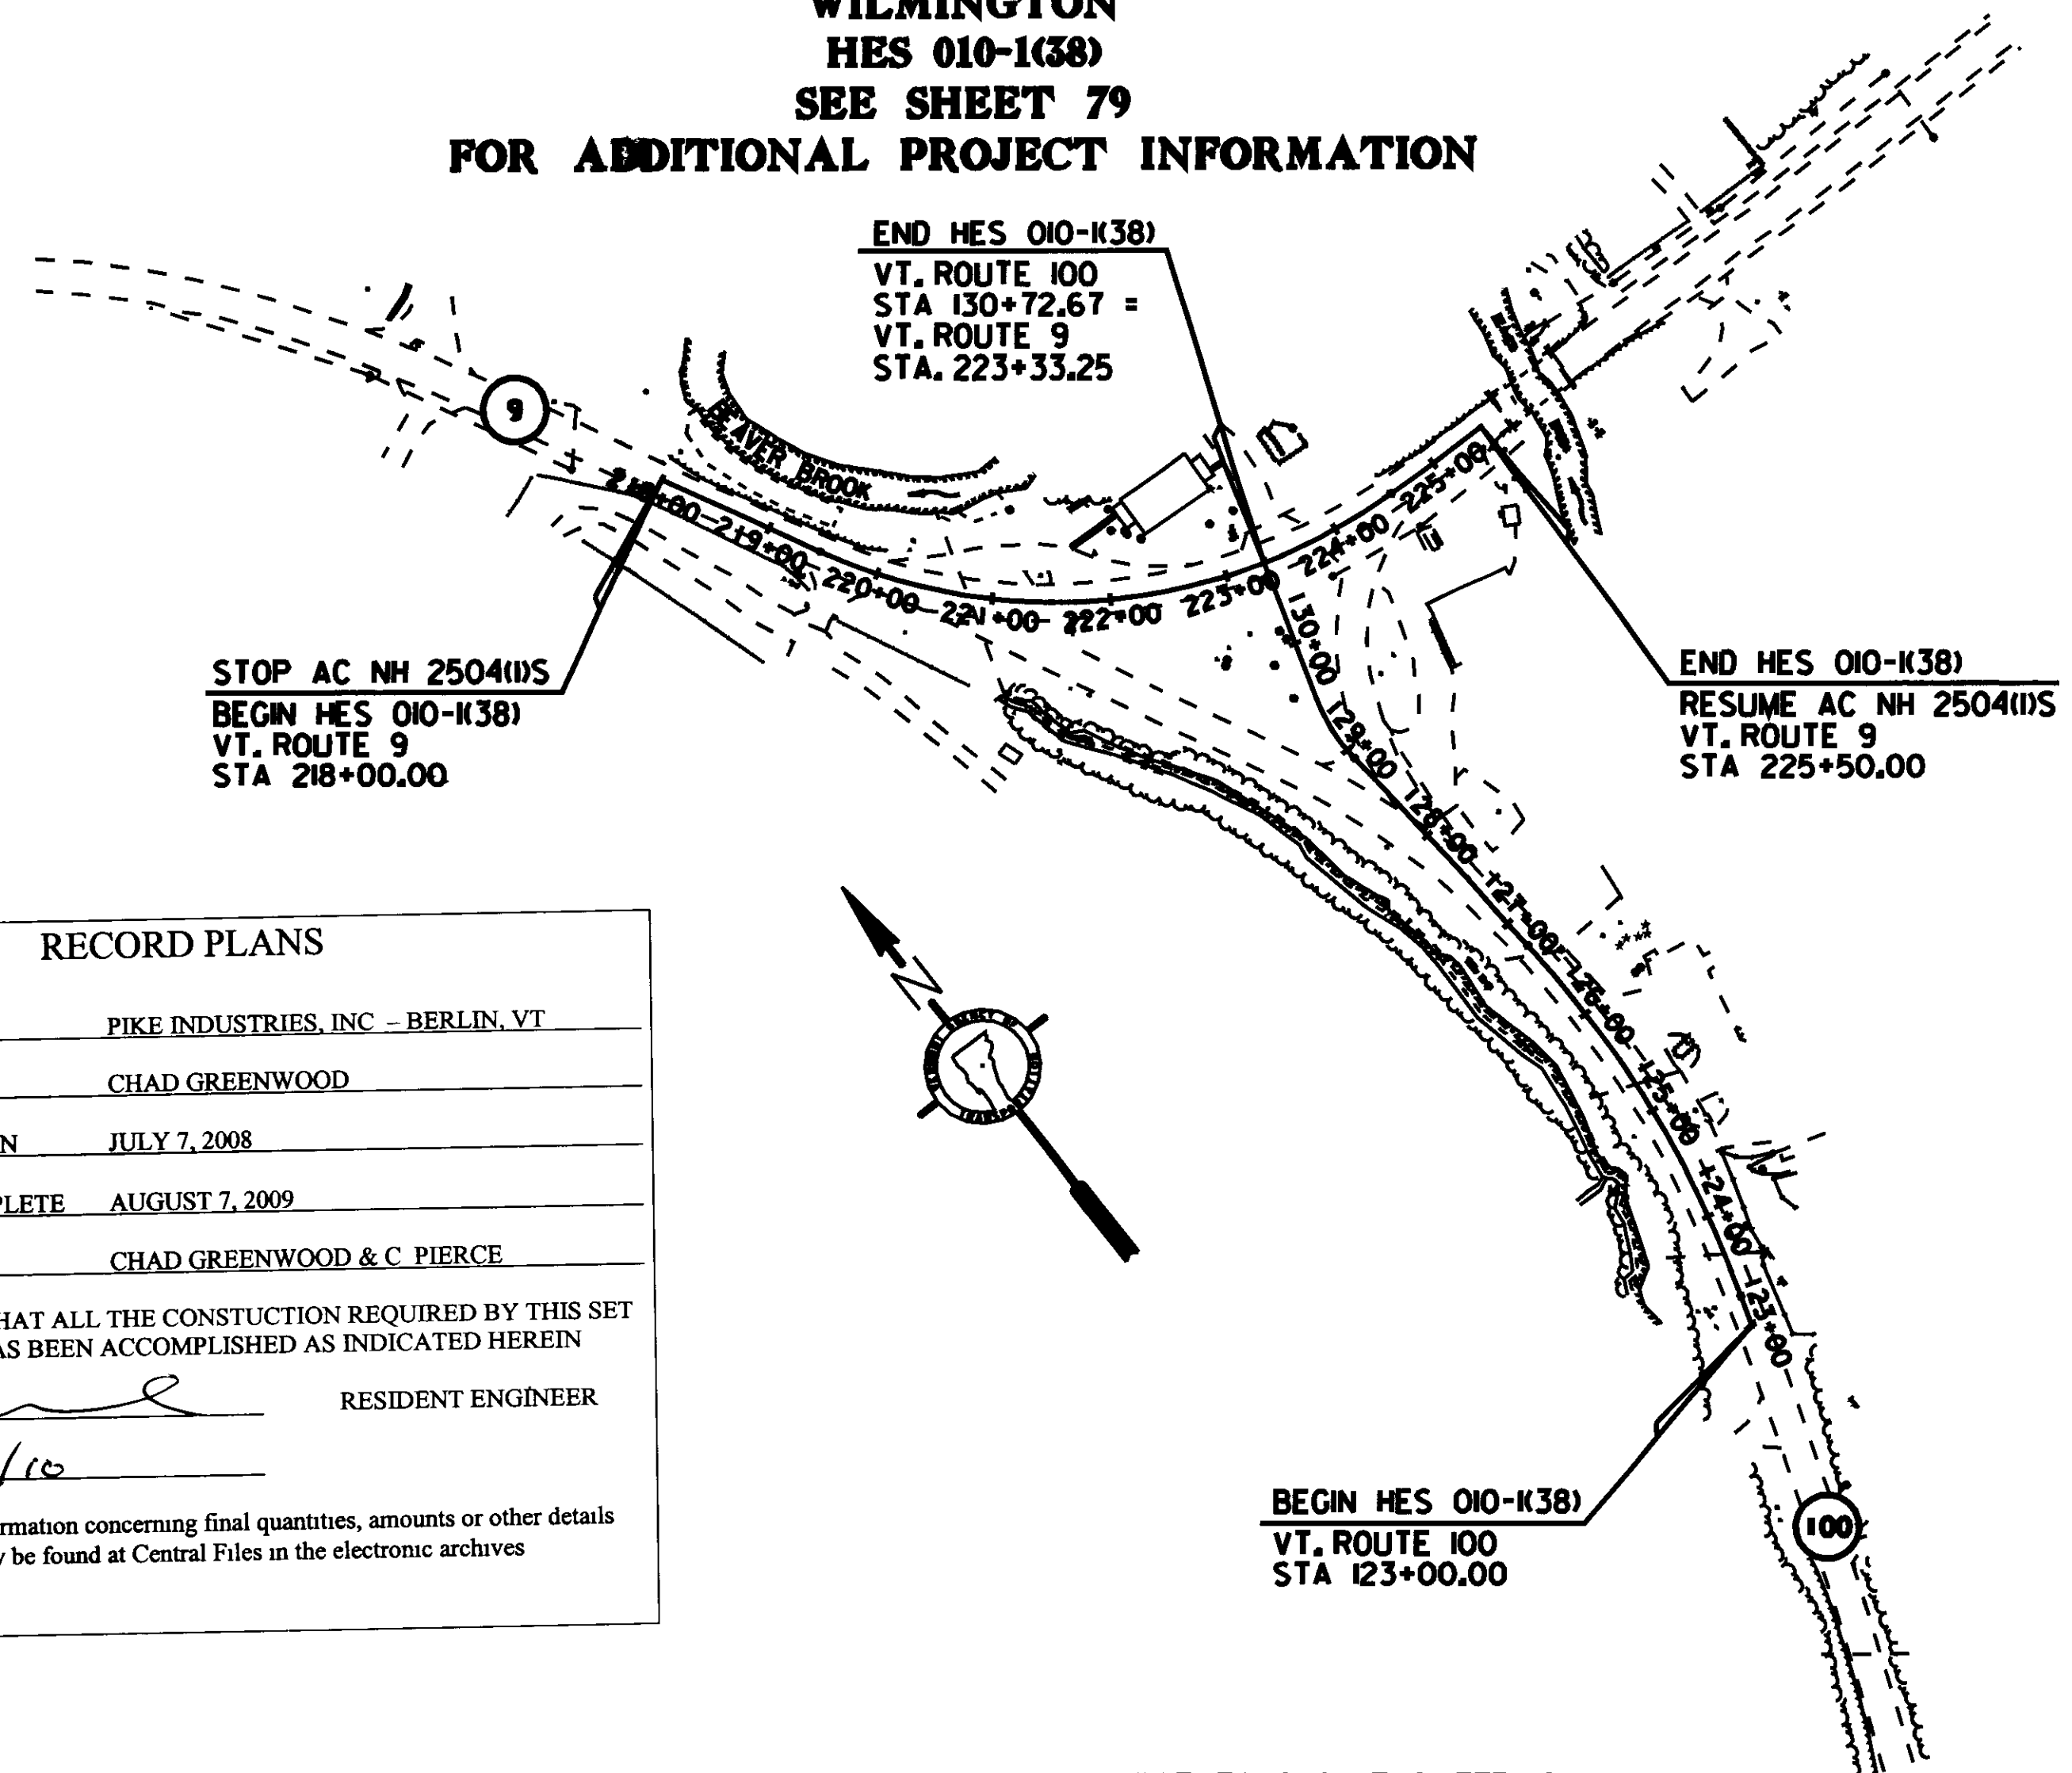 WILMINGTON
HES 010-1(38)
SEE SHEET 79
FOR ADDITIONAL PROJECT INFORMATION
END HES 010-1(38)
VT. ROUTE 100
STA 130+72.67 =
VT. ROUTE 9
STA. 223+33.25
9
BEAVER BROOK
218+00
219+00
220+00
221+00
222+00
223+00
224+00
225+00
130+00
129+00
128+00
127+00
126+00
125+00
124+00
123+00
STOP AC NH 2504(1)S
BEGIN HES 010-1(38)
VT. ROUTE 9
STA 218+00.00
END HES 010-1(38)
RESUME AC NH 2504(1)S
VT. ROUTE 9
STA 225+50.00
N
RECORD PLANS
PIKE INDUSTRIES, INC – BERLIN, VT
CHAD GREENWOOD
N JULY 7, 2008
PLETE AUGUST 7, 2009
CHAD GREENWOOD & C PIERCE
HAT ALL THE CONSTUCTION REQUIRED BY THIS SET
AS BEEN ACCOMPLISHED AS INDICATED HEREIN
RESIDENT ENGINEER
/10
rmation concerning final quantities, amounts or other details
y be found at Central Files in the electronic archives
BEGIN HES 010-1(38)
VT. ROUTE 100
STA 123+00.00
100